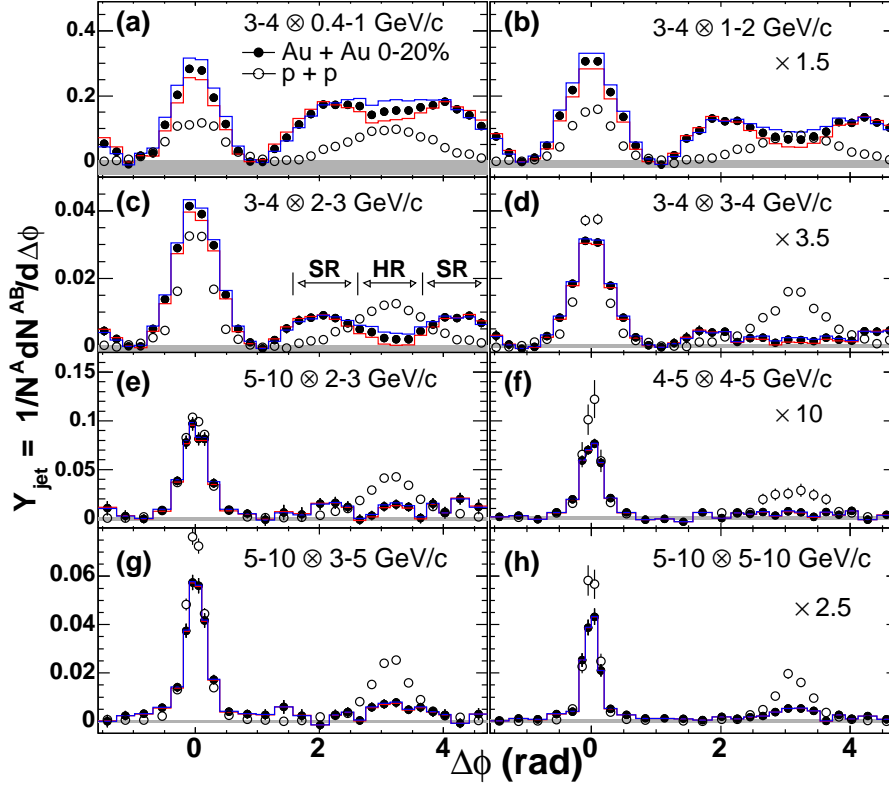 (a) 3-4 ⊗ 0.4-1 GeV/c
Au + Au 0-20%
p + p
(b) 3-4 ⊗ 1-2 GeV/c
× 1.5
0.4
0.2
0
(c) 3-4 ⊗ 2-3 GeV/c
SR HR SR
(d) 3-4 ⊗ 3-4 GeV/c
× 3.5
0.04
0.02
0
(e) 5-10 ⊗ 2-3 GeV/c
(f) 4-5 ⊗ 4-5 GeV/c
× 10
0.15
0.1
0.05
0
(g) 5-10 ⊗ 3-5 GeV/c
(h) 5-10 ⊗ 5-10 GeV/c
× 2.5
0.06
0.04
0.02
0
0 2 4 0 2 4
Δϕ (rad)
Y_jet = 1/N^A dN^AB/dΔϕ